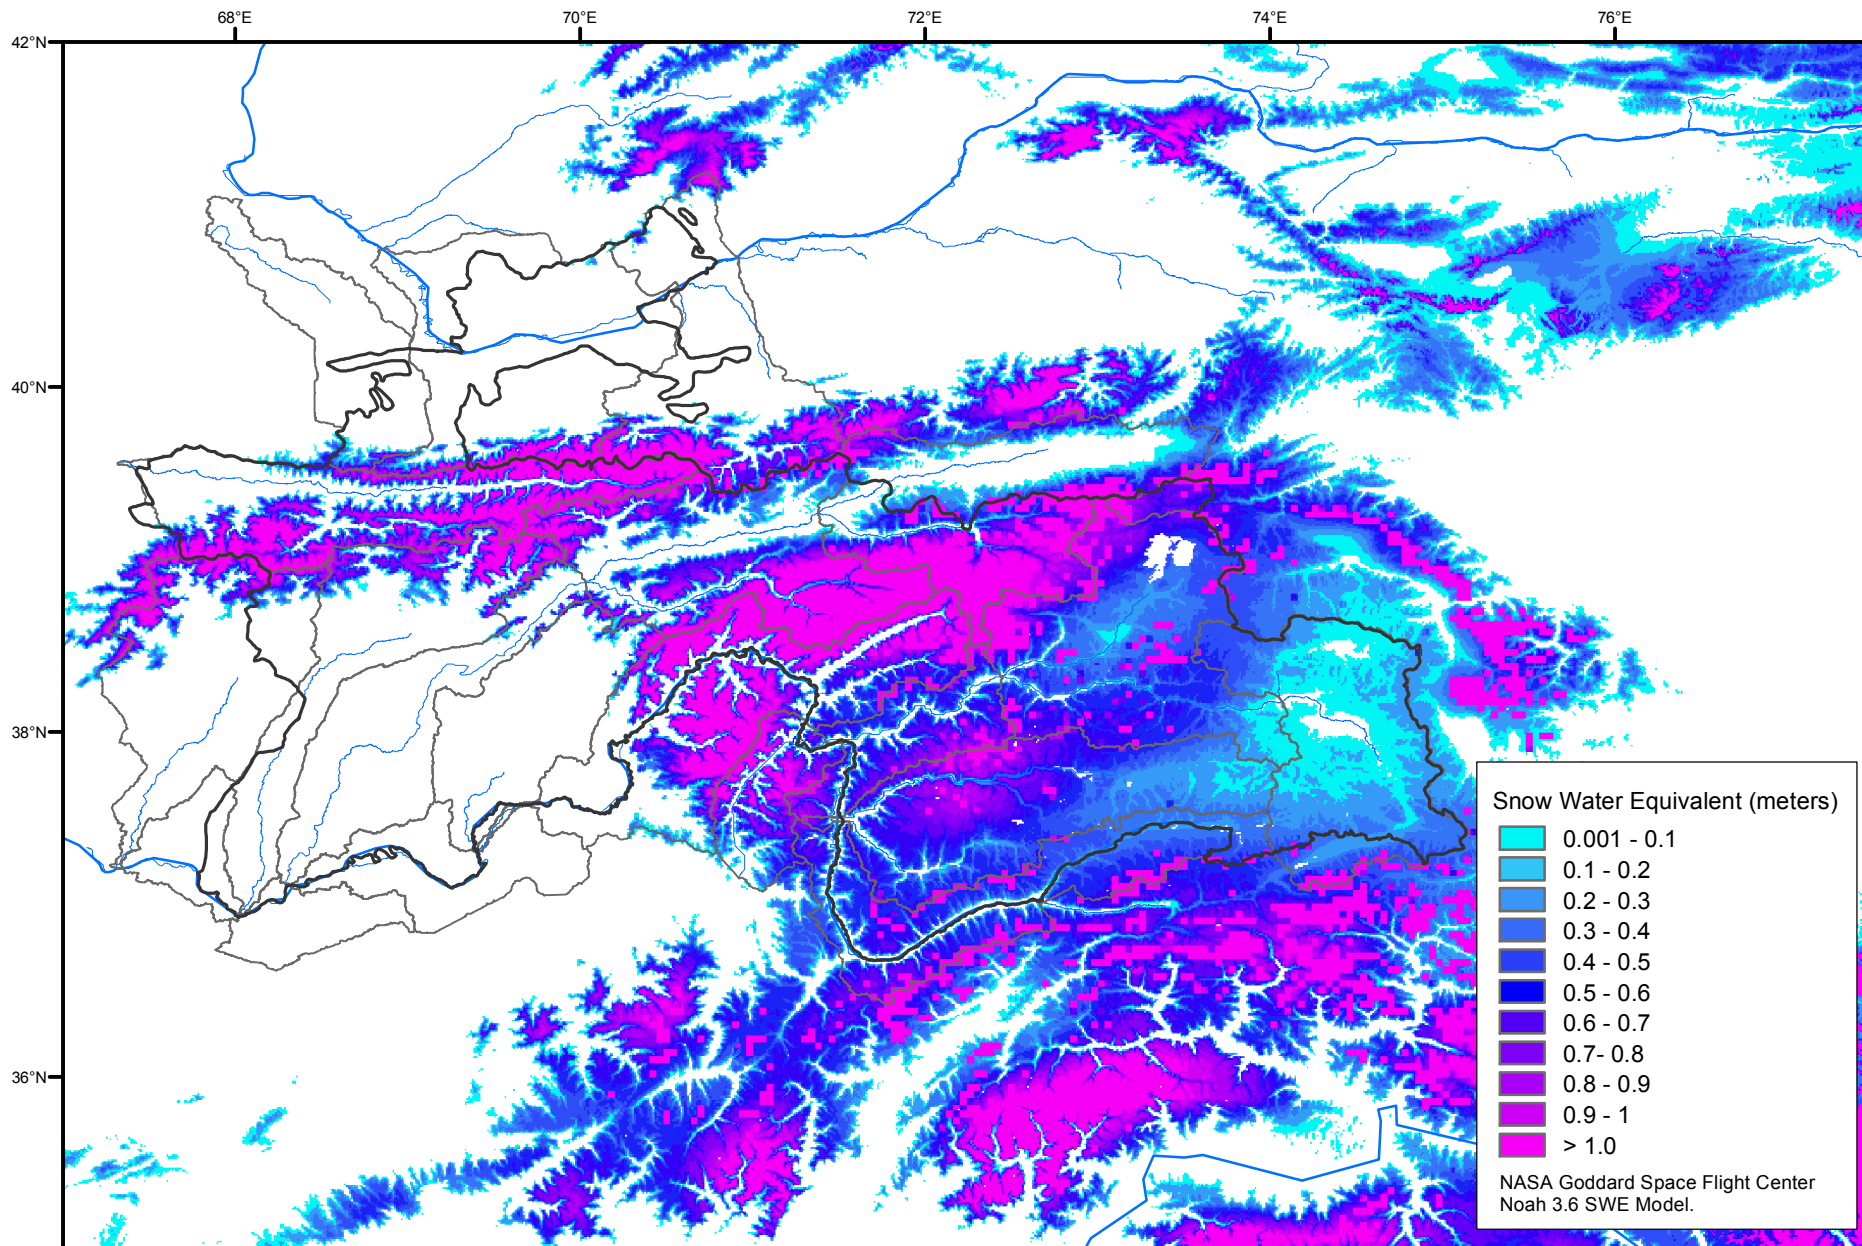 68°E 70°E 72°E 74°E 76°E
42°N
40°N
38°N
36°N
Snow Water Equivalent (meters)
0.001 - 0.1
0.1 - 0.2
0.2 - 0.3
0.3 - 0.4
0.4 - 0.5
0.5 - 0.6
0.6 - 0.7
0.7- 0.8
0.8 - 0.9
0.9 - 1
> 1.0
NASA Goddard Space Flight Center
Noah 3.6 SWE Model.